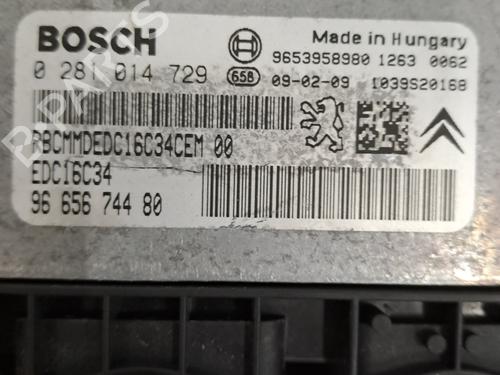 BOSCH
Made in Hungary
9653958980 1263 0062
0 281 014 729
658
09-02-09 1039S20168
RBCMMDEDC16C34CEM 00
EDC16C34
96 656 744 80